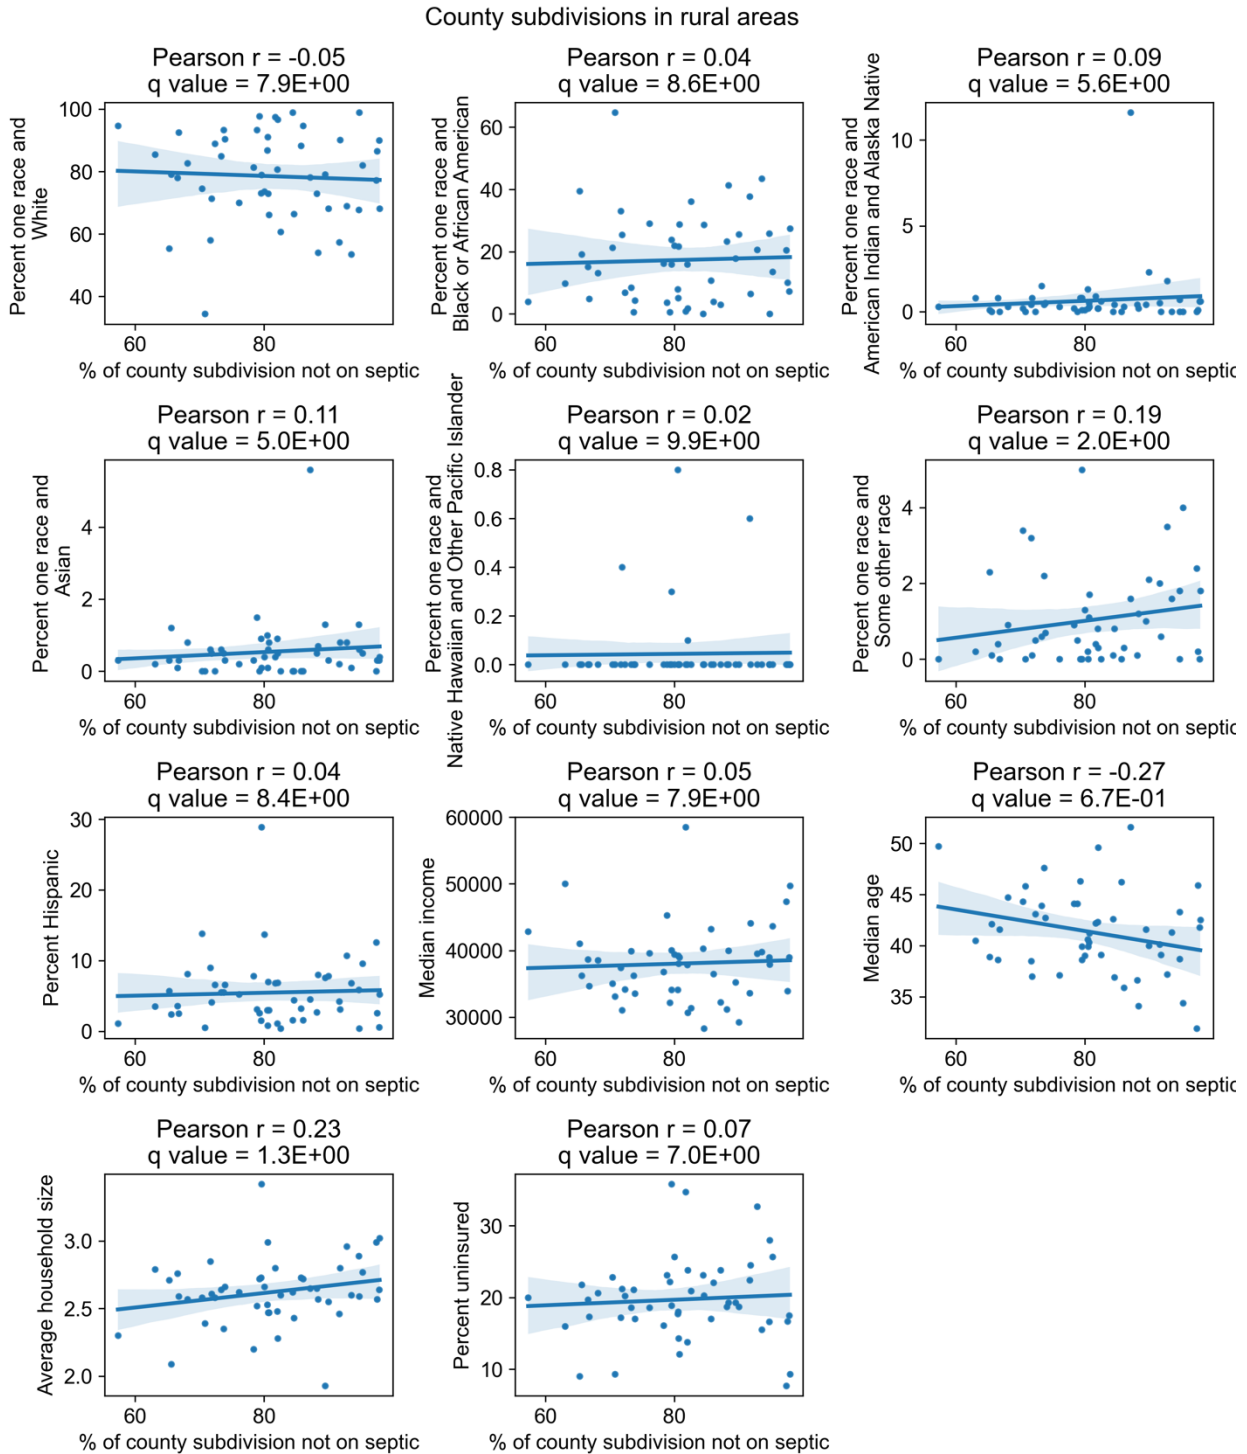 County subdivisions in rural areas
Pearson r = -0.05
q value = 7.9E+00
Percent one race and
White
100
80
60
40
60
80
% of county subdivision not on septic
Pearson r = 0.04
q value = 8.6E+00
Percent one race and
Black or African American
60
40
20
0
60
80
% of county subdivision not on septic
Pearson r = 0.09
q value = 5.6E+00
Percent one race and
American Indian and Alaska Native
10
5
0
60
80
% of county subdivision not on septic
Pearson r = 0.11
q value = 5.0E+00
Percent one race and
Asian
4
2
0
60
80
% of county subdivision not on septic
Pearson r = 0.02
q value = 9.9E+00
Percent one race and
Native Hawaiian and Other Pacific Islander
0.8
0.6
0.4
0.2
0.0
60
80
% of county subdivision not on septic
Pearson r = 0.19
q value = 2.0E+00
Percent one race and
Some other race
4
2
0
60
80
% of county subdivision not on septic
Pearson r = 0.04
q value = 8.4E+00
Percent Hispanic
30
20
10
0
60
80
% of county subdivision not on septic
Pearson r = 0.05
q value = 7.9E+00
Median income
60000
50000
40000
30000
60
80
% of county subdivision not on septic
Pearson r = -0.27
q value = 6.7E-01
Median age
50
45
40
35
60
80
% of county subdivision not on septic
Pearson r = 0.23
q value = 1.3E+00
Average household size
3.0
2.5
2.0
60
80
% of county subdivision not on septic
Pearson r = 0.07
q value = 7.0E+00
Percent uninsured
30
20
10
60
80
% of county subdivision not on septic